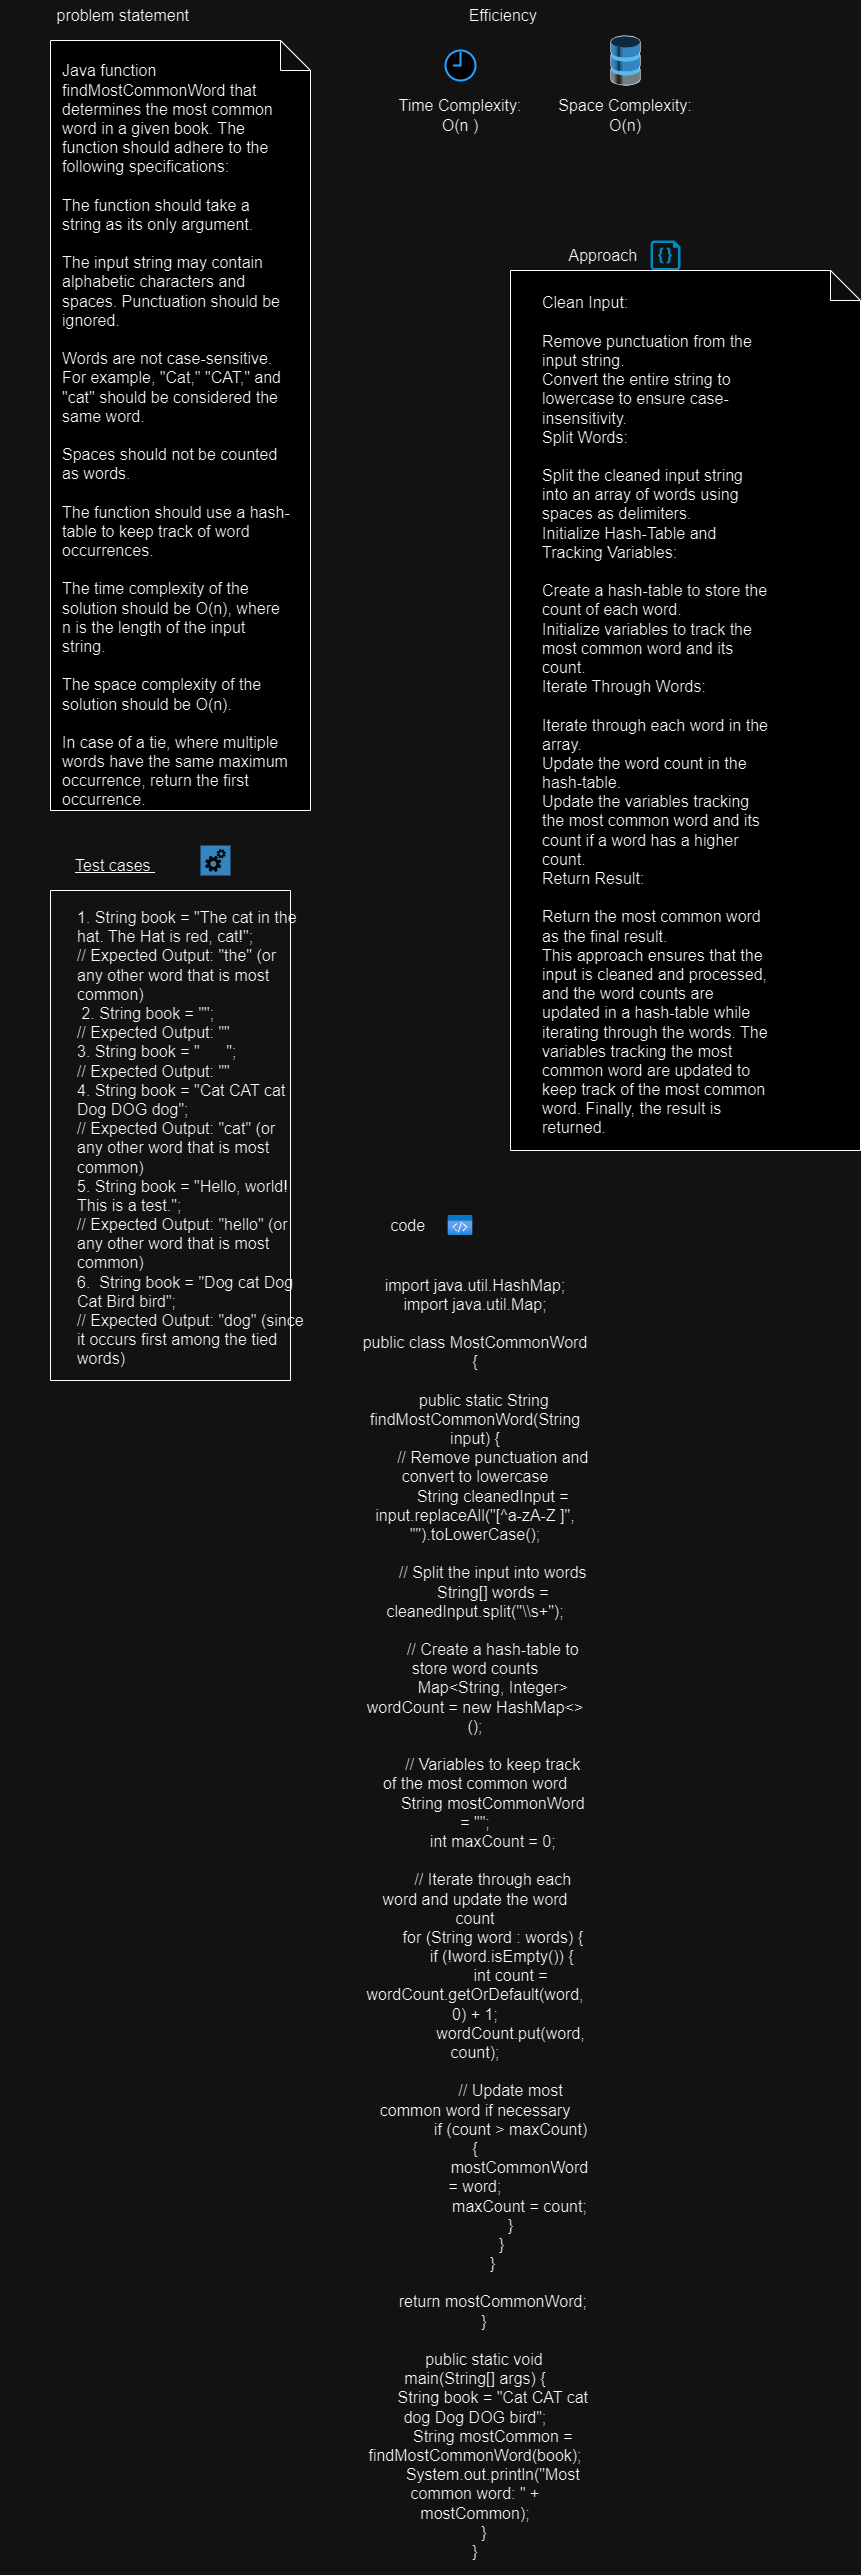 problem statement
Efficiency
Time Complexity:
O(n )
Space Complexity:
O(n)
Java function
findMostCommonWord that
determines the most common
word in a given book. The
function should adhere to the
following specifications:
The function should take a
string as its only argument.
The input string may contain
alphabetic characters and
spaces. Punctuation should be
ignored.
Words are not case-sensitive.
For example, "Cat," "CAT," and
"cat" should be considered the
same word.
Spaces should not be counted
as words.
The function should use a hash-
table to keep track of word
occurrences.
The time complexity of the
solution should be O(n), where
n is the length of the input
string.
The space complexity of the
solution should be O(n).
In case of a tie, where multiple
words have the same maximum
occurrence, return the first
occurrence.
Approach
Clean Input:
Remove punctuation from the
input string.
Convert the entire string to
lowercase to ensure case-
insensitivity.
Split Words:
Split the cleaned input string
into an array of words using
spaces as delimiters.
Initialize Hash-Table and
Tracking Variables:
Create a hash-table to store the
count of each word.
Initialize variables to track the
most common word and its
count.
Iterate Through Words:
Iterate through each word in the
array.
Update the word count in the
hash-table.
Update the variables tracking
the most common word and its
count if a word has a higher
count.
Return Result:
Return the most common word
as the final result.
This approach ensures that the
input is cleaned and processed,
and the word counts are
updated in a hash-table while
iterating through the words. The
variables tracking the most
common word are updated to
keep track of the most common
word. Finally, the result is
returned.
Test cases
1. String book = "The cat in the
hat. The Hat is red, cat!";
// Expected Output: "the" (or
any other word that is most
common)
2. String book = "";
// Expected Output: ""
3. String book = "      ";
// Expected Output: ""
4. String book = "Cat CAT cat
Dog DOG dog";
// Expected Output: "cat" (or
any other word that is most
common)
5. String book = "Hello, world!
This is a test.";
// Expected Output: "hello" (or
any other word that is most
common)
6.  String book = "Dog cat Dog
Cat Bird bird";
// Expected Output: "dog" (since
it occurs first among the tied
words)
code
import java.util.HashMap;
import java.util.Map;
public class MostCommonWord
{
public static String
findMostCommonWord(String
input) {
// Remove punctuation and
convert to lowercase
String cleanedInput =
input.replaceAll("[^a-zA-Z ]",
"").toLowerCase();
// Split the input into words
String[] words =
cleanedInput.split("\\s+");
// Create a hash-table to
store word counts
Map<String, Integer>
wordCount = new HashMap<>
();
// Variables to keep track
of the most common word
String mostCommonWord
= "";
int maxCount = 0;
// Iterate through each
word and update the word
count
for (String word : words) {
if (!word.isEmpty()) {
int count =
wordCount.getOrDefault(word,
0) + 1;
wordCount.put(word,
count);
// Update most
common word if necessary
if (count > maxCount)
{
mostCommonWord
= word;
maxCount = count;
}
}
}
return mostCommonWord;
}
public static void
main(String[] args) {
String book = "Cat CAT cat
dog Dog DOG bird";
String mostCommon =
findMostCommonWord(book);
System.out.println("Most
common word: " +
mostCommon);
}
}